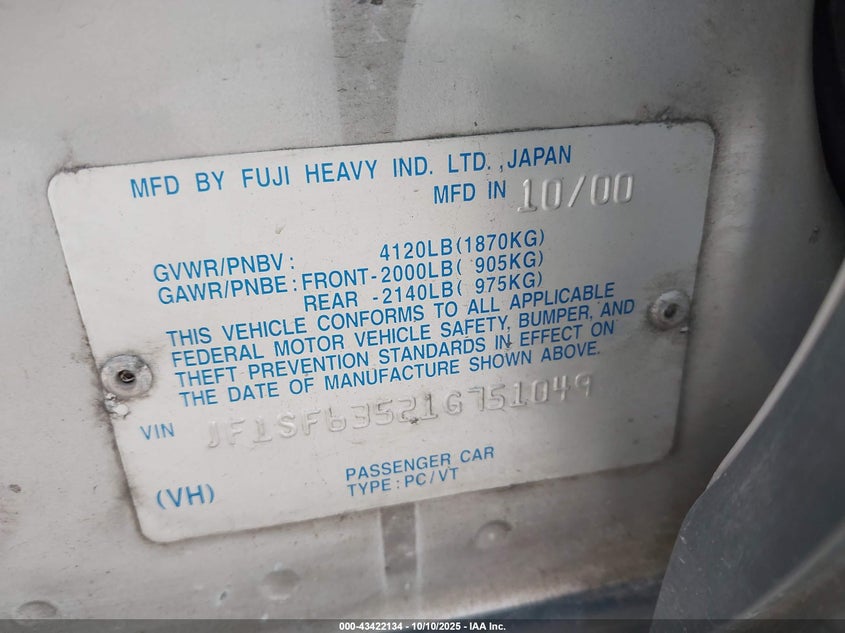 MFD BY FUJI HEAVY IND. LTD., JAPAN
MFD IN 10/00
GVWR/PNBV: 4120LB(1870KG)
GAWR/PNBE: FRONT-2000LB( 905KG)
REAR -2140LB( 975KG)
THIS VEHICLE CONFORMS TO ALL APPLICABLE
FEDERAL MOTOR VEHICLE SAFETY, BUMPER, AND
THEFT PREVENTION STANDARDS IN EFFECT ON
THE DATE OF MANUFACTURE SHOWN ABOVE.
VIN JF1SF63521G751049
PASSENGER CAR
(VH) TYPE:PC/VT
000-43422134 - 10/10/2025 - IAA Inc.